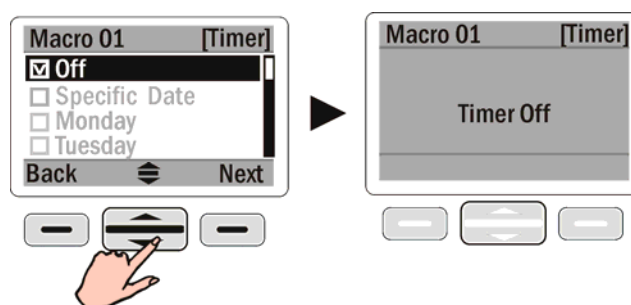 Macro 01 [Timer]
Off
Specific Date
Monday
Tuesday
Back Next
Macro 01 [Timer]
Timer Off